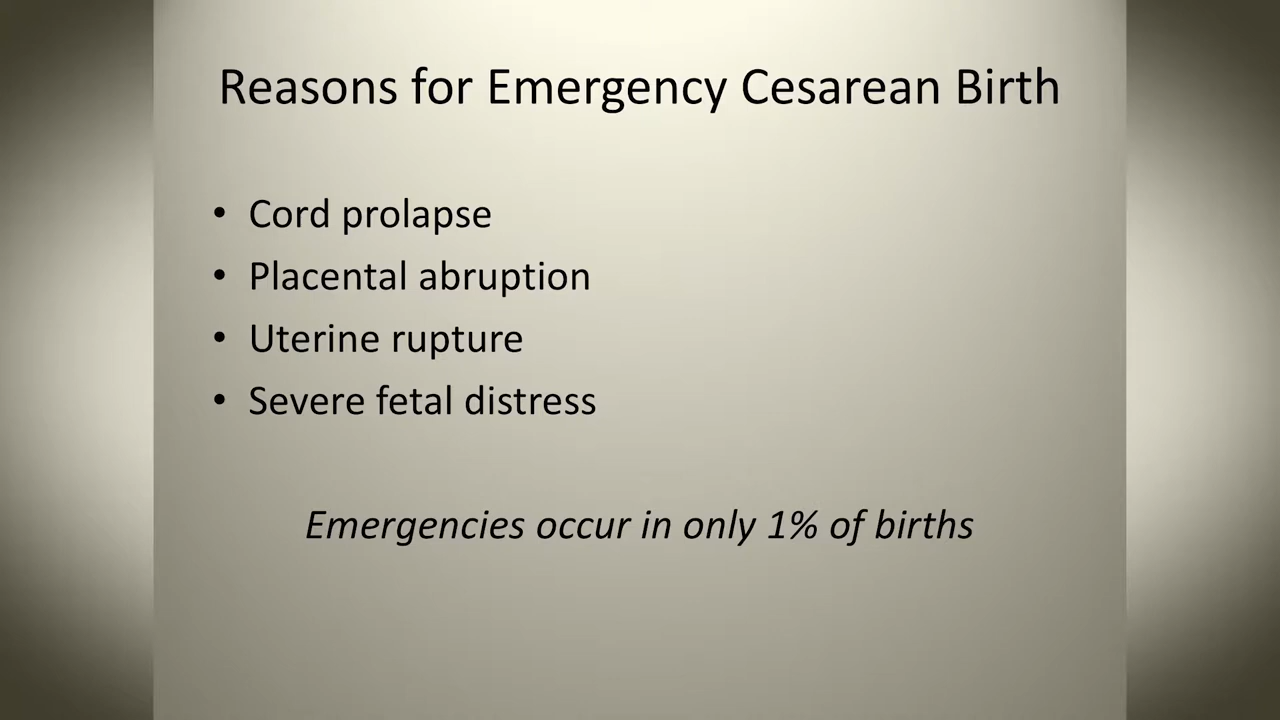 Reasons for Emergency Cesarean Birth
• Cord prolapse
• Placental abruption
• Uterine rupture
• Severe fetal distress
Emergencies occur in only 1% of births